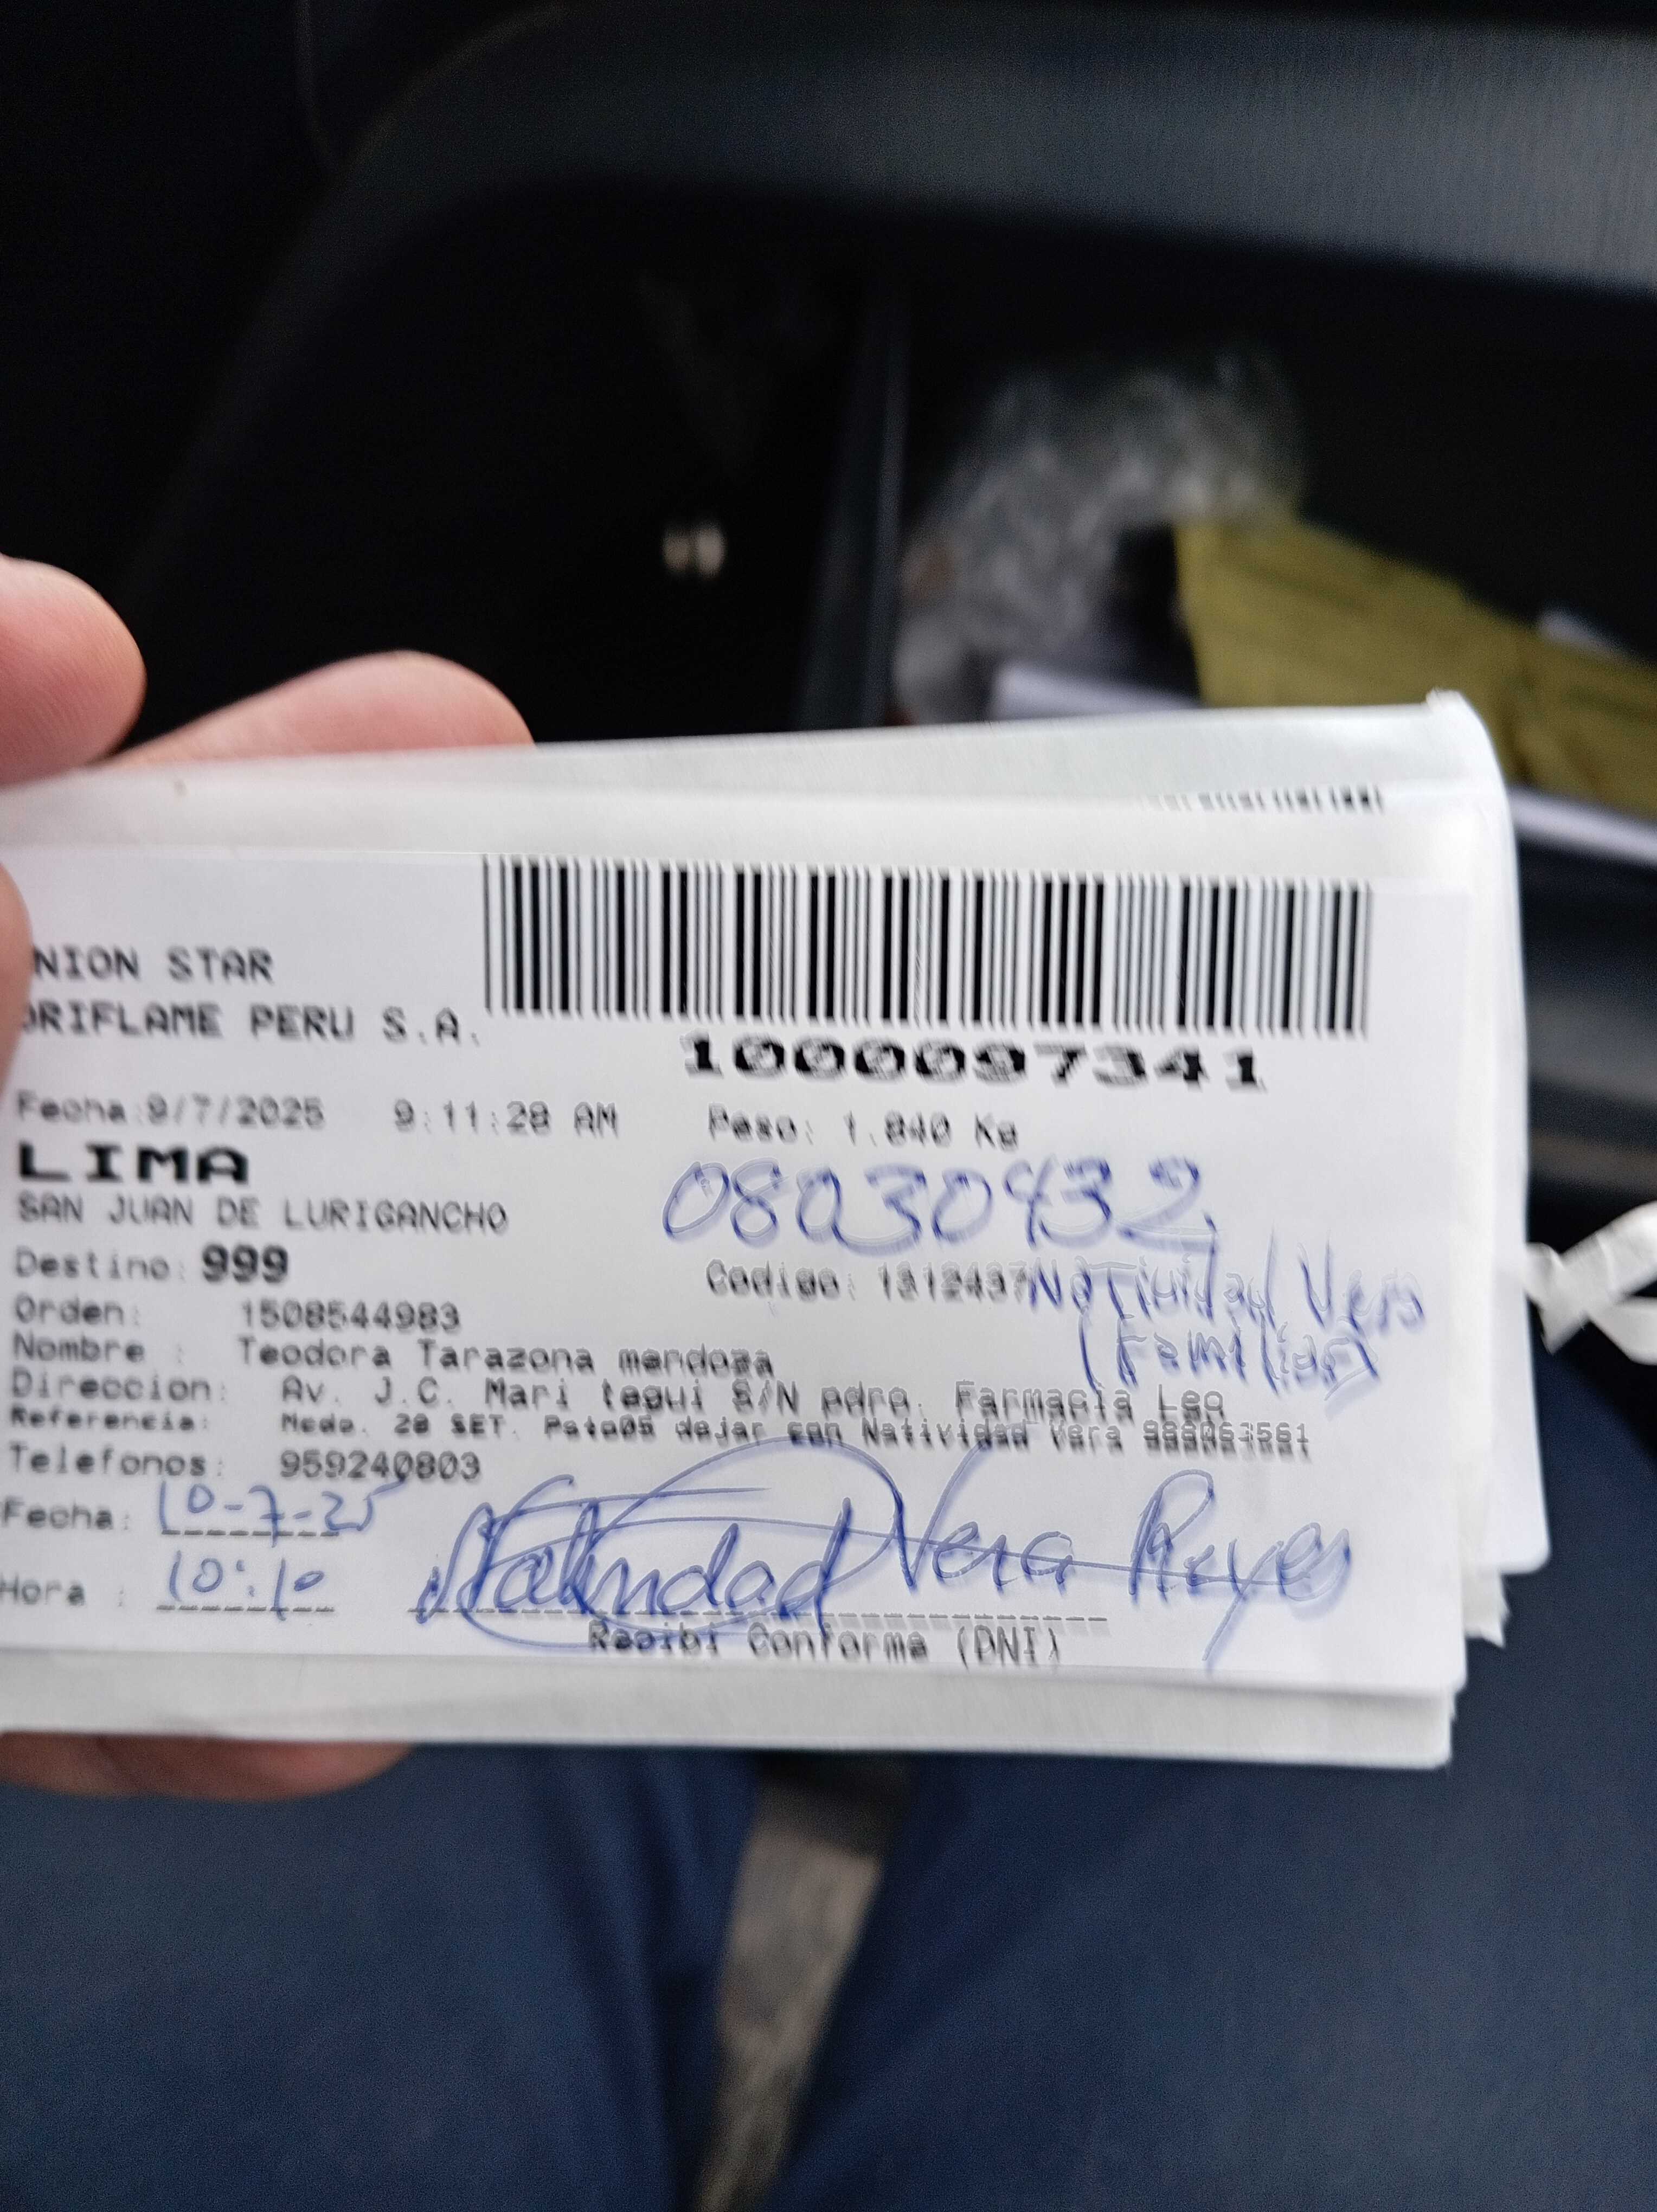 NION STAR
ORIFLAME PERU S.A.
1000097341
Fecha:9/7/2025 9:11:28 AM Peso: 1.840 Kg
LIMA
08030432
SAN JUAN DE LURIGANCHO
Destino: 999
Codigo: 1312437 Natividad Vera
(Familiar)
Orden: 1508544983
Nombre : Teodora Tarazona mendoza
Direccion: Av. J.C. Mari tegui S/N pdro. Farmacia Leo
Referencia: Mcdo. 28 SET. Psto05 dejar con Natividad Vera
Telefonos: 959240803
Fecha: 10-7-25
Hora : 10:10
Natividad Vera Reyes
Recibi Conforme (DNI)